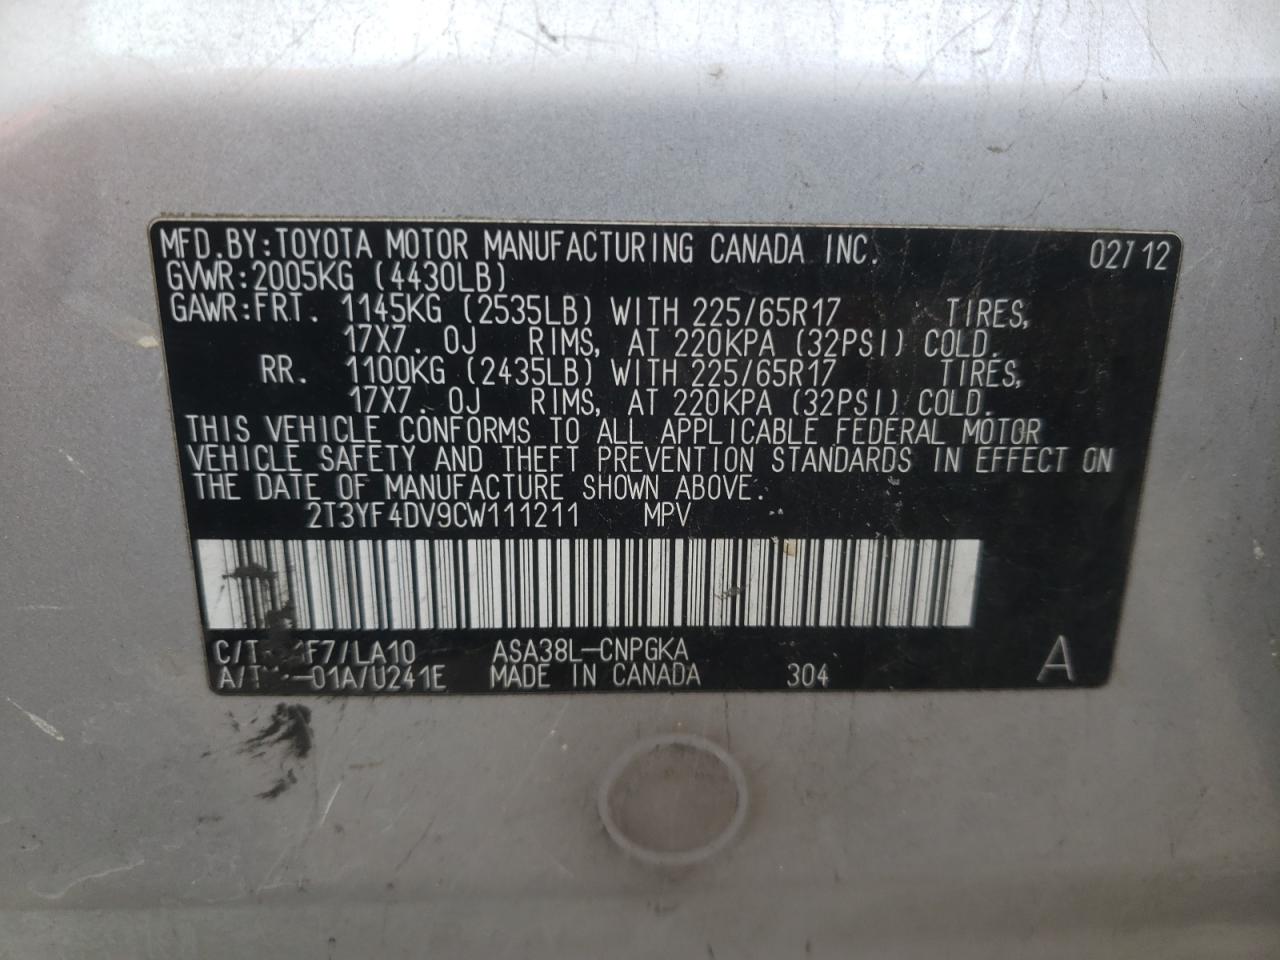 MFD.BY:TOYOTA MOTOR MANUFACTURING CANADA INC. 02/12
GVWR:2005KG (4430LB)
GAWR:FRT. 1145KG (2535LB) WITH 225/65R17 TIRES,
17X7.0J RIMS, AT 220KPA (32PSI) COLD.
RR. 1100KG (2435LB) WITH 225/65R17 TIRES,
17X7.0J RIMS, AT 220KPA (32PSI) COLD.
THIS VEHICLE CONFORMS TO ALL APPLICABLE FEDERAL MOTOR
VEHICLE SAFETY AND THEFT PREVENTION STANDARDS IN EFFECT ON
THE DATE OF MANUFACTURE SHOWN ABOVE.
2T3YF4DV9CW111211 MPV
F7/LA10 ASA38L-CNPGKA A
-01A/U241E MADE IN CANADA 304